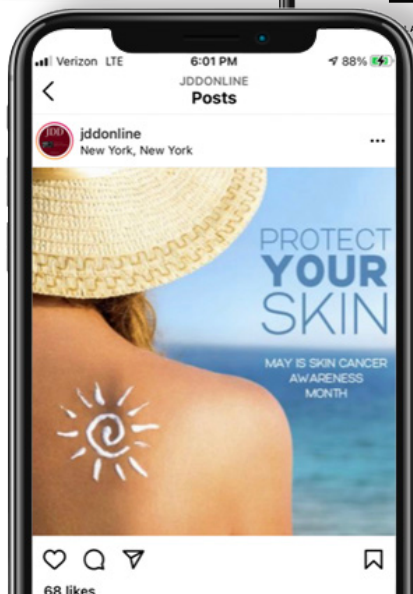 Verizon LTE 6:01 PM 88%
JDDONLINE
Posts
JDD
jddonline
New York, New York
PROTECT
YOUR
SKIN
MAY IS SKIN CANCER
AWARENESS
MONTH
68 likes